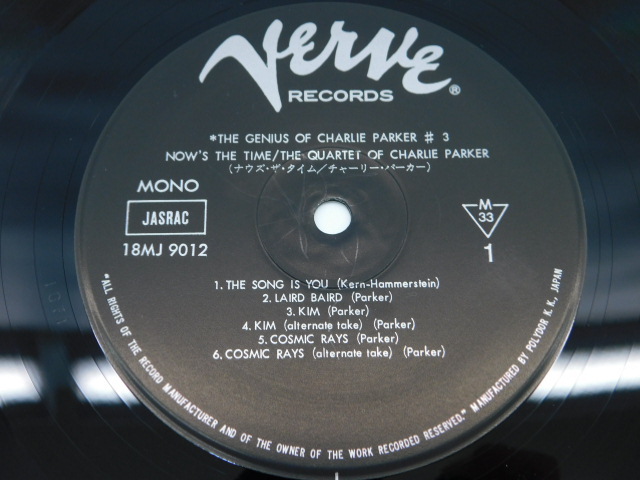 Verve
RECORDS ®
*THE GENIUS OF CHARLIE PARKER # 3
NOW'S THE TIME/THE QUARTET OF CHARLIE PARKER
(ナウズ・ザ・タイム/チャーリー・パーカー)
MONO
JASRAC
18MJ 9012
M
33
1
1. THE SONG IS YOU (Kern-Hammerstein)
2. LAIRD BAIRD (Parker)
3. KIM (Parker)
4. KIM (alternate take) (Parker)
5. COSMIC RAYS (Parker)
6. COSMIC RAYS (alternate take) (Parker)
"ALL RIGHTS OF THE RECORD MANUFACTURER AND OF THE OWNER OF THE WORK RECORDED RESERVED." MANUFACTURED BY POLYDOR K. K., JAPAN